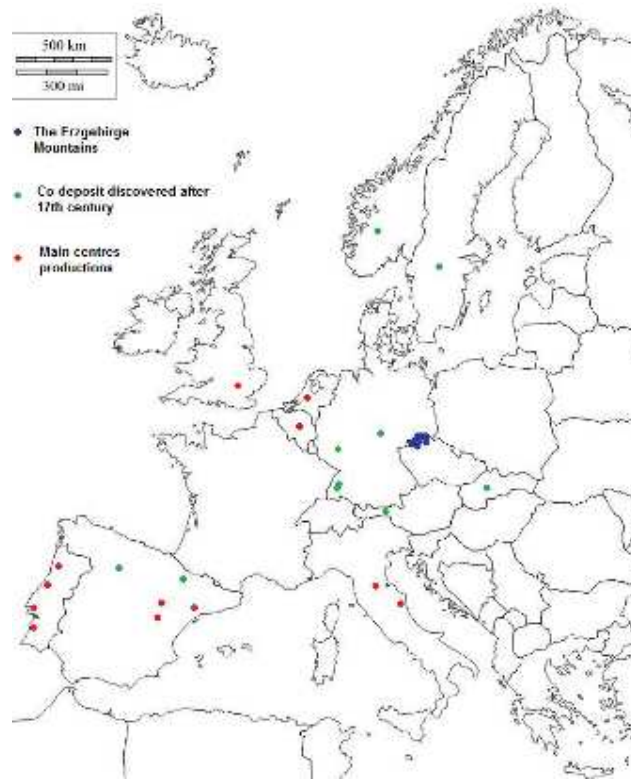 500 km
300 mi
The Erzgebirge
Mountains
Co deposit discovered after
17th century
Main centres
productions